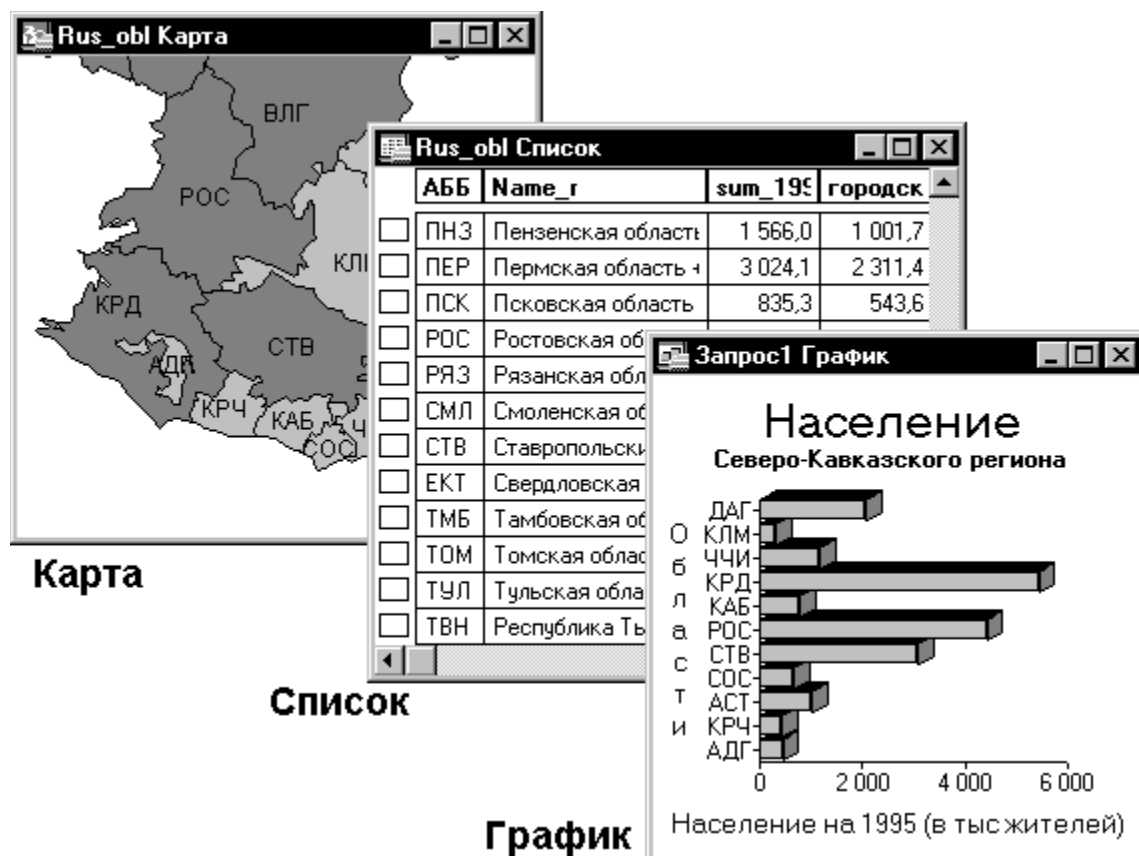 Rus_obl Карта
ВЛГ
РОС
КЛ
КРД
СТВ
АДГ
КРЧ
КАБ
Ч
СОС
Карта
Rus_obl Список
АББ Name_r sum_199 городск
ПНЗ Пензенская область 1 566,0 1 001,7
ПЕР Пермская область 3 024,1 2 311,4
ПСК Псковская область 835,3 543,6
РОС Ростовская об
РЯЗ Рязанская обл
СМЛ Смоленская об
СТВ Ставропольски
ЕКТ Свердловская
ТМБ Тамбовская об
ТОМ Томская облас
ТУЛ Тульская обла
ТВН Республика Ты
Список
Запрос1 График
Население
Северо-Кавказского региона
Области
ДАГ
КЛМ
ЧЧИ
КРД
КАБ
РОС
СТВ
СОС
АСТ
КРЧ
АДГ
0 2 000 4 000 6 000
Население на 1995 (в тыс жителей)
График